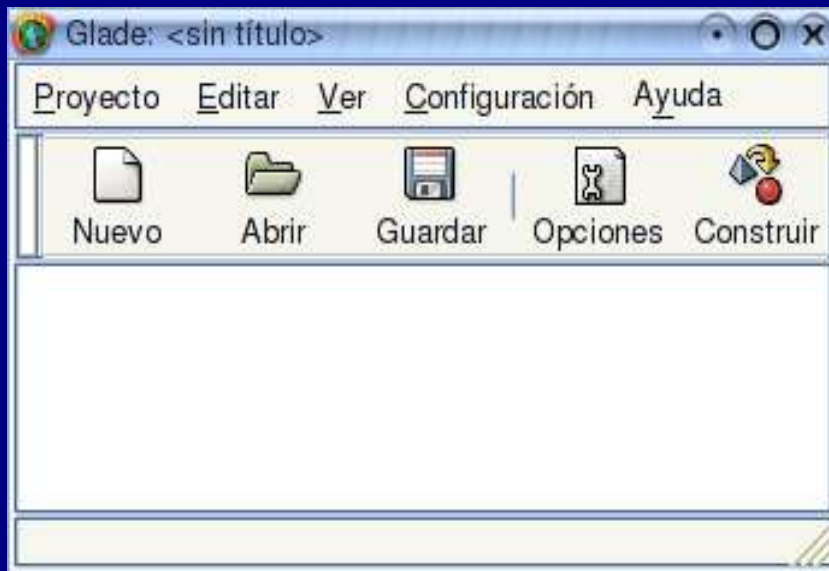 Glade: <sin título>
Proyecto Editar Ver Configuración Ayuda
Nuevo Abrir Guardar Opciones Construir